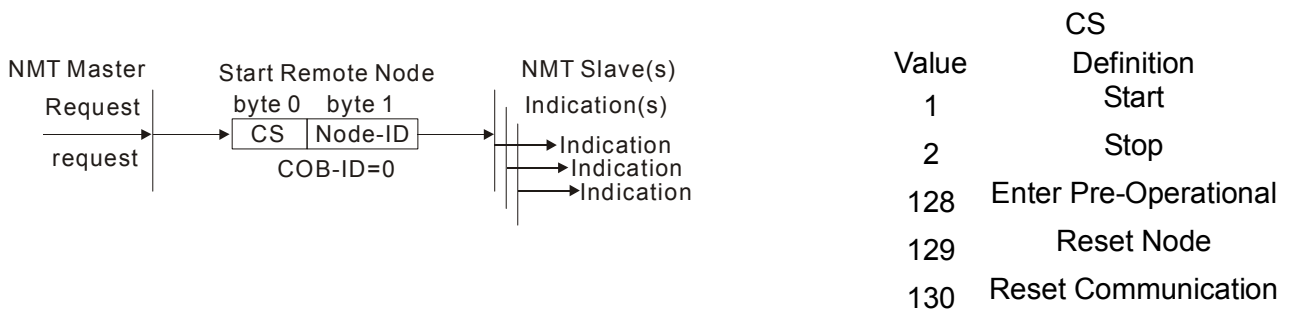 NMT Master
Request
request
Start Remote Node
byte 0 byte 1
CS Node-ID
COB-ID=0
NMT Slave(s)
Indication(s)
Indication
Indication
Indication
CS
Value Definition
1 Start
2 Stop
128 Enter Pre-Operational
129 Reset Node
130 Reset Communication